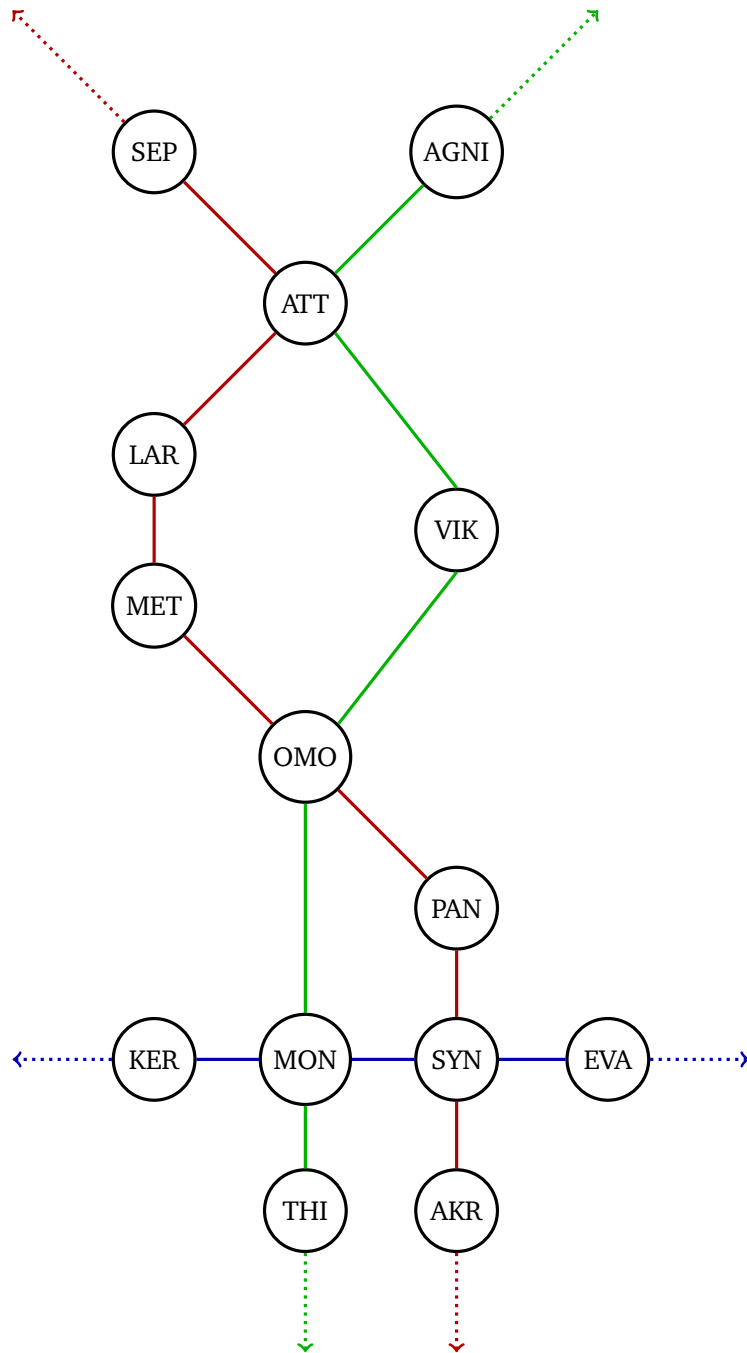 SEP
AGNI
ATT
LAR
VIK
MET
OMO
PAN
KER
MON
SYN
EVA
THI
AKR